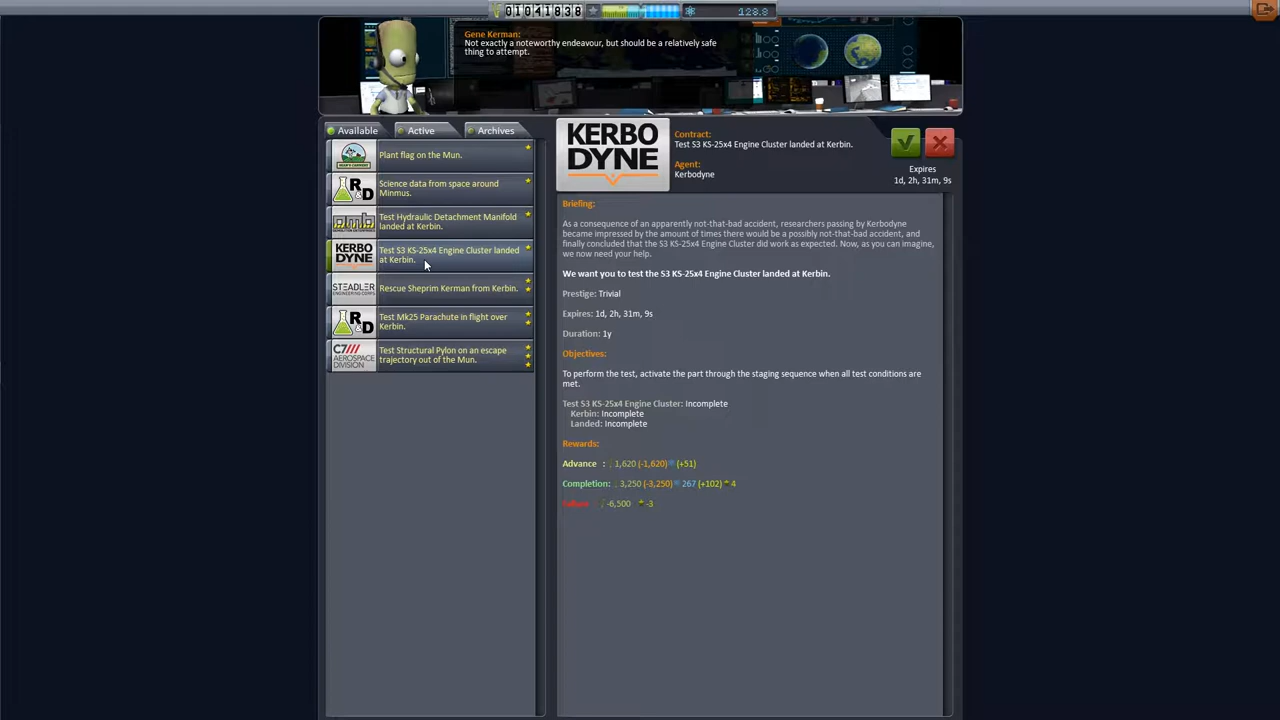 01041838
128.8
Gene Kerman:
Not exactly a noteworthy endeavour, but should be a relatively safe
thing to attempt.
Available
Active
Archives
Plant flag on the Mun.
R&D
Science data from space around
Minmus.
Test Hydraulic Detachment Manifold
landed at Kerbin.
KERBO
DYNE
Test S3 KS-25x4 Engine Cluster landed
at Kerbin.
STEADLER
ENGINEERING CORPS
Rescue Sheprim Kerman from Kerbin.
R&D
Test Mk25 Parachute in flight over
Kerbin.
C7///
AEROSPACE
DIVISION
Test Structural Pylon on an escape
trajectory out of the Mun.
KERBO
DYNE
Contract:
Test S3 KS-25x4 Engine Cluster landed at Kerbin.
Agent:
Kerbodyne
Expires
1d, 2h, 31m, 9s
Briefing:
As a consequence of an apparently not-that-bad accident, researchers passing by Kerbodyne
became impressed by the amount of times there would be a possibly not-that-bad accident, and
finally concluded that the S3 KS-25x4 Engine Cluster did work as expected. Now, as you can imagine,
we now need your help.
We want you to test the S3 KS-25x4 Engine Cluster landed at Kerbin.
Prestige: Trivial
Expires: 1d, 2h, 31m, 9s
Duration: 1y
Objectives:
To perform the test, activate the part through the staging sequence when all test conditions are
met.
Test S3 KS-25x4 Engine Cluster: Incomplete
Kerbin: Incomplete
Landed: Incomplete
Rewards:
Advance : 1,620 (-1,620) (+51)
Completion: 3,250 (-3,250) 267 (+102) 4
-6,500 -3